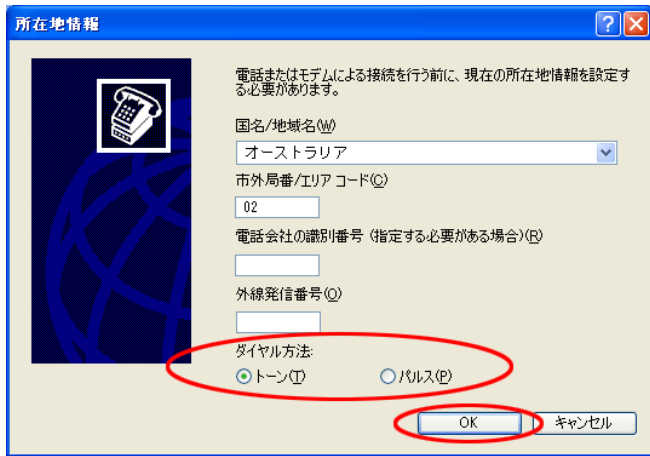 所在地情報
電話またはモデムによる接続を行う前に、現在の所在地情報を設定す
る必要があります。
国名/地域名(W)
オーストラリア
市外局番/エリア コード(C)
02
電話会社の識別番号 (指定する必要がある場合)(R)
外線発信番号(O)
ダイヤル方法:
トーン(T) パルス(P)
OK キャンセル